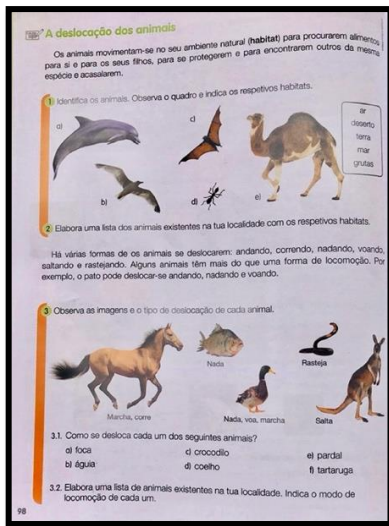 A deslocação dos animais
Os animais movimentam-se no seu ambiente natural (habitat) para procurarem alimentos
para si e para os seus filhos, para se protegerem e para encontrarem outros da mesma
espécie e acasalarem.
1 Identifica os animais. Observa o quadro e indica os respetivos habitats.
ar
deserto
terra
mar
grutas
a)
c)
b)
d)
e)
2 Elabora uma lista dos animais existentes na tua localidade com os respetivos habitats.
Há várias formas de os animais se deslocarem: andando, correndo, nadando, voando,
saltando e rastejando. Alguns animais têm mais do que uma forma de locomoção. Por
exemplo, o pato pode deslocar-se andando, nadando e voando.
3 Observa as imagens e o tipo de deslocação de cada animal.
Nada
Rasteja
Marcha, corre
Nada, voa, marcha
Salta
3.1. Como se desloca cada um dos seguintes animais?
a) foca
c) crocodilo
e) pardal
b) águia
d) coelho
f) tartaruga
3.2. Elabora uma lista de animais existentes na tua localidade. Indica o modo de
locomoção de cada um.
98